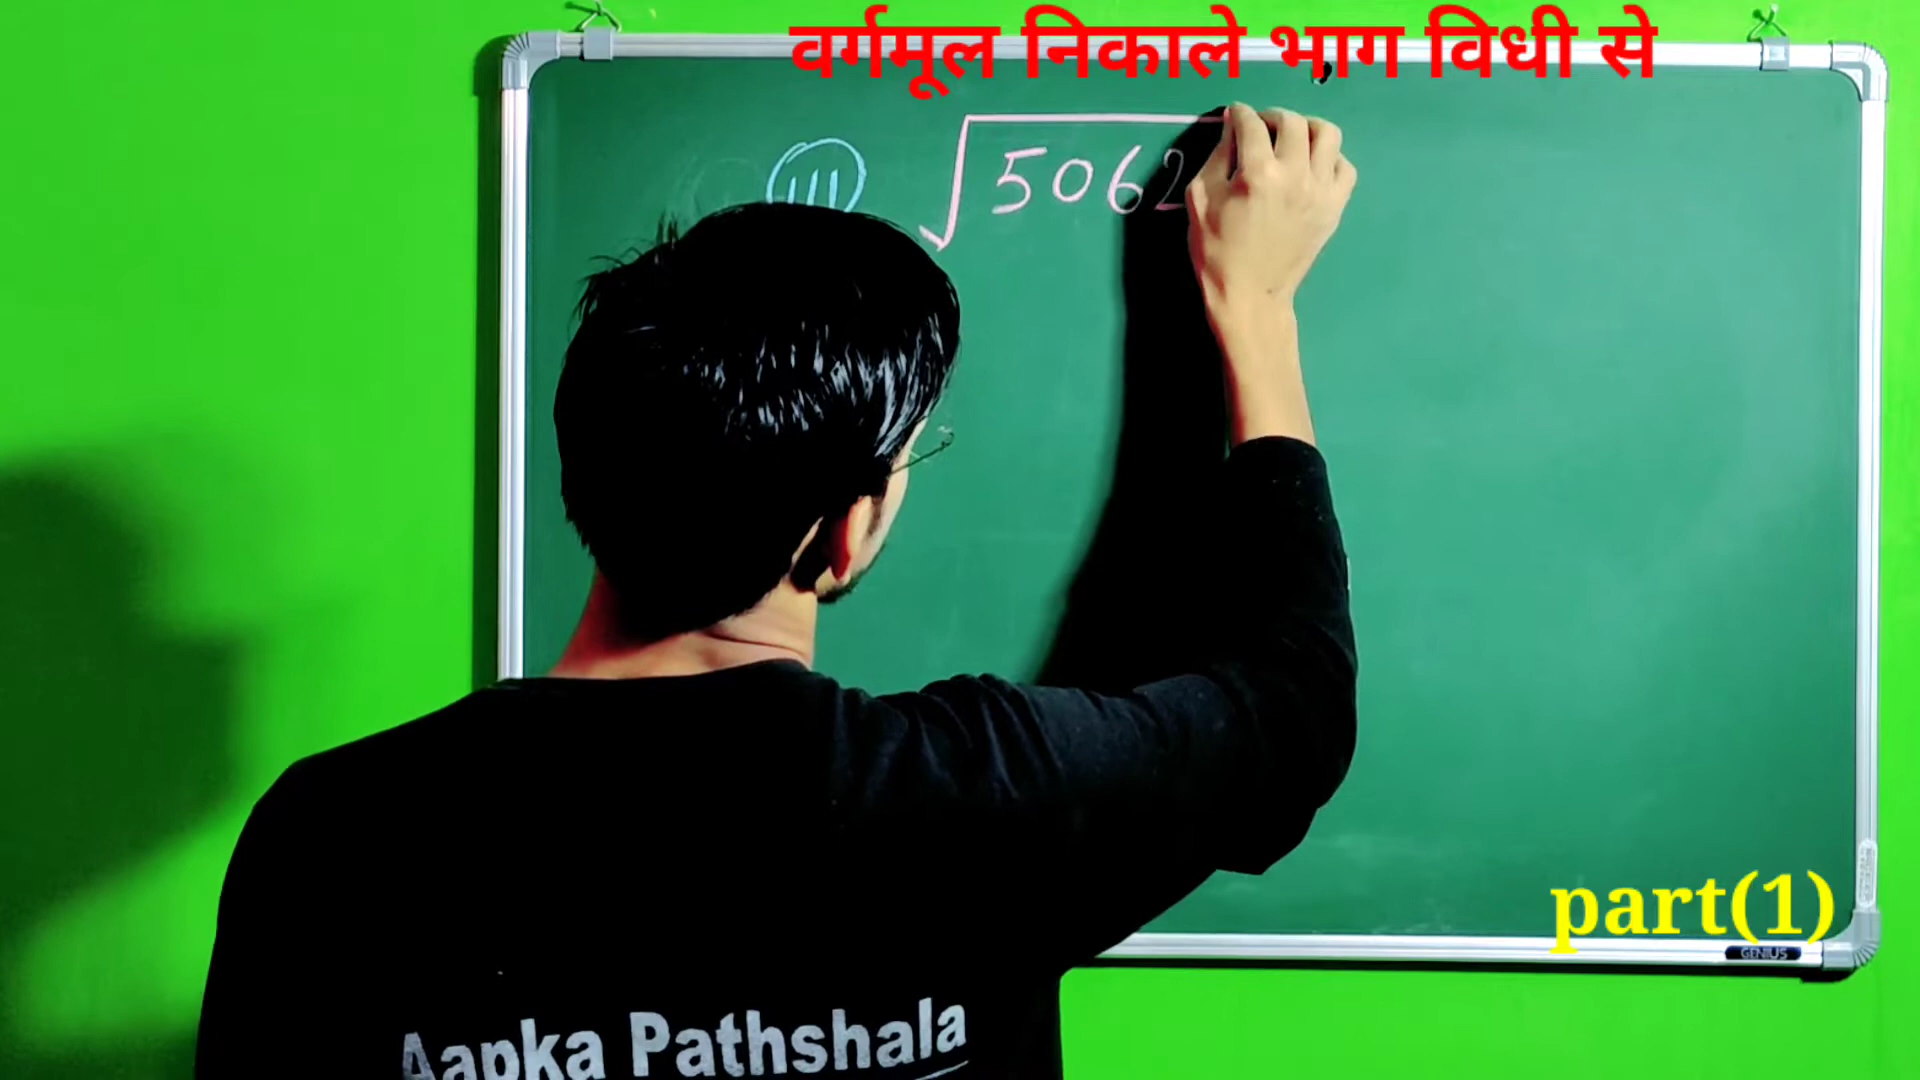 वर्गमूल निकाले भाग विधी से
(III) √5062
part(1)
GENIUS
Aapka Pathshala